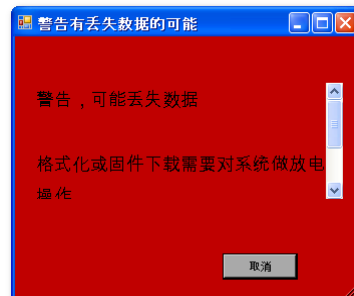 警告有丢失数据的可能
警告，可能丢失数据
格式化或固件下载需要对系统做放电
操作
取消